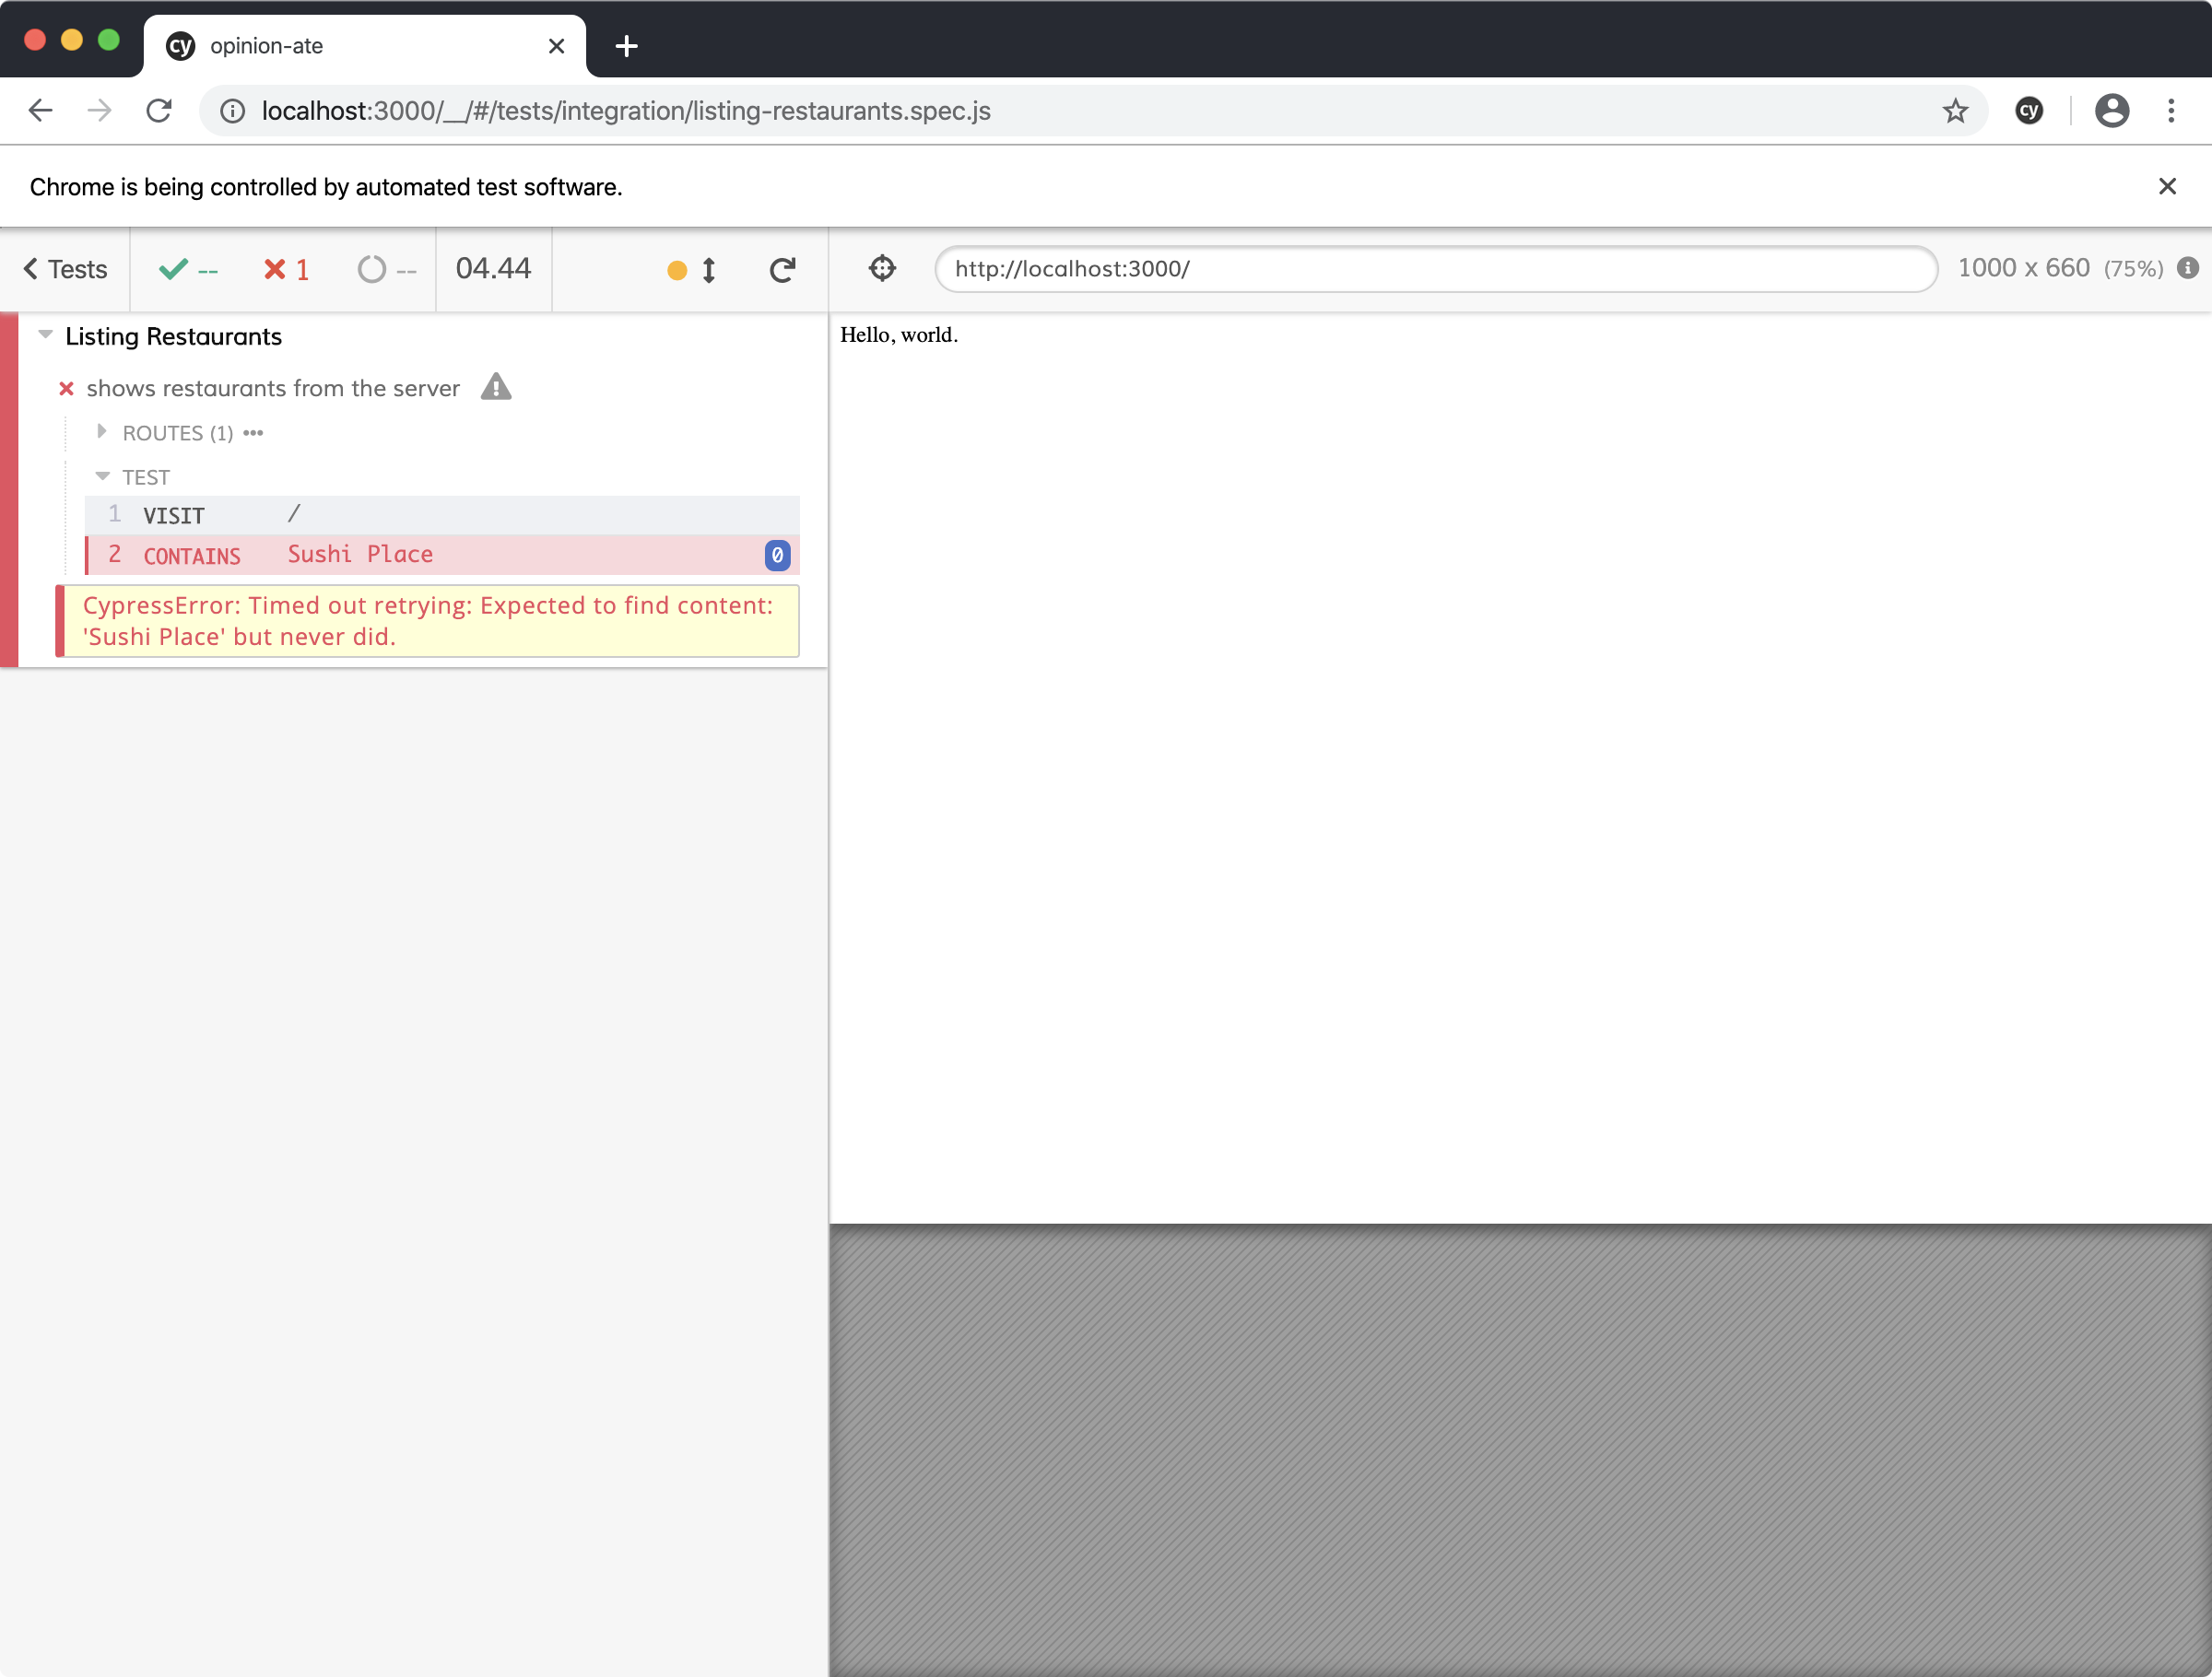 cy opinion-ate
localhost:3000/__/#/tests/integration/listing-restaurants.spec.js
cy
Chrome is being controlled by automated test software.
Tests -- 1 -- 04.44
http://localhost:3000/ 1000 x 660 (75%)
Listing Restaurants
shows restaurants from the server
ROUTES (1) •••
TEST
1 VISIT /
2 CONTAINS Sushi Place 0
CypressError: Timed out retrying: Expected to find content:
'Sushi Place' but never did.
Hello, world.